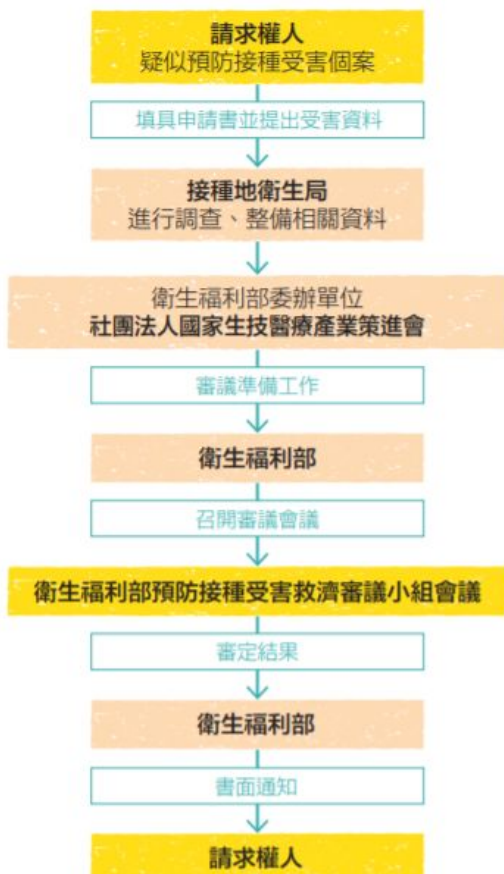 請求權人
疑似預防接種受害個案
填具申請書並提出受害資料
接種地衛生局
進行調查、整備相關資料
衛生福利部委辦單位
社團法人國家生技醫療產業策進會
審議準備工作
衛生福利部
召開審議會議
衛生福利部預防接種受害救濟審議小組會議
審定結果
衛生福利部
書面通知
請求權人